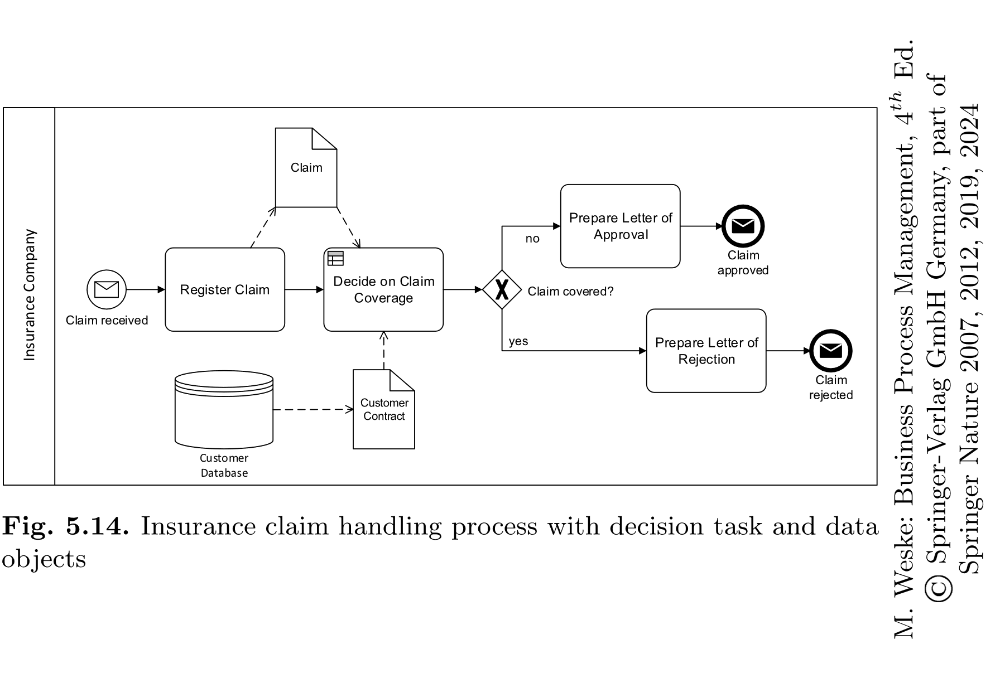 Insurance Company
Claim
Claim received
Register Claim
Decide on Claim
Coverage
Claim covered?
no
yes
Prepare Letter of
Approval
Claim
approved
Prepare Letter of
Rejection
Claim
rejected
Customer
Database
Customer
Contract
Fig. 5.14. Insurance claim handling process with decision task and data
objects
M. Weske: Business Process Management, 4th Ed.
© Springer-Verlag GmbH Germany, part of
Springer Nature 2007, 2012, 2019, 2024